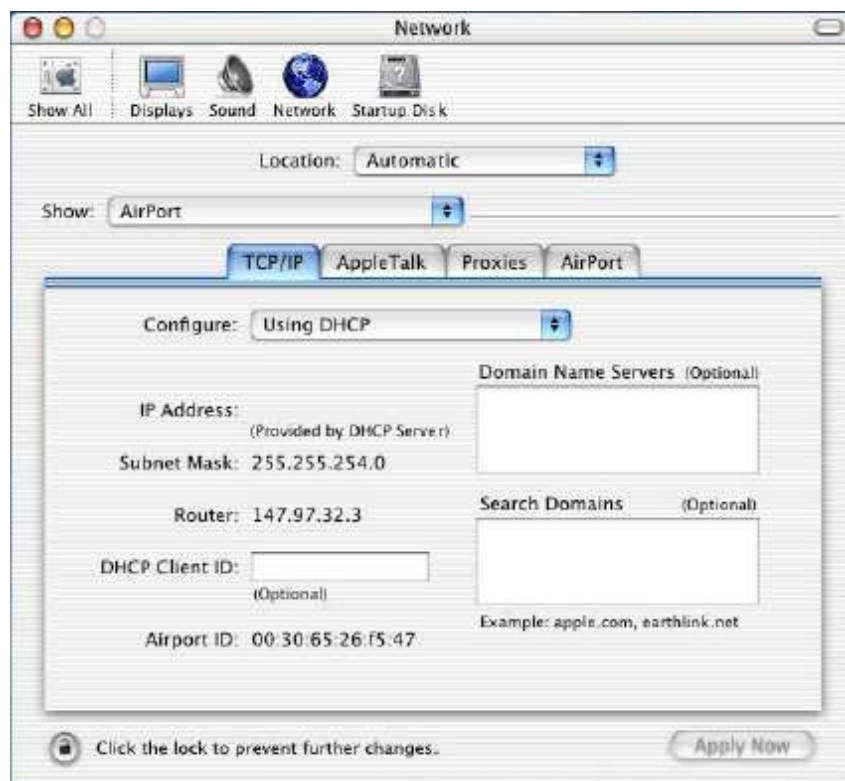 Network
Show All Displays Sound Network Startup Disk
Location: Automatic
Show: AirPort
TCP/IP AppleTalk Proxies AirPort
Configure: Using DHCP
Domain Name Servers (Optional)
IP Address:
(Provided by DHCP Server)
Subnet Mask: 255.255.254.0
Search Domains (Optional)
Router: 147.97.32.3
DHCP Client ID:
(Optional)
Example: apple.com, earthlink.net
Airport ID: 00:30:65:26:f5:47
Click the lock to prevent further changes.
Apply Now